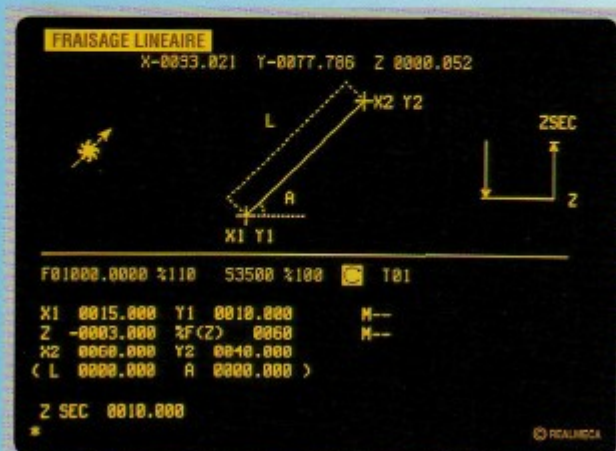 FRAISAGE LINEAIRE
X-0093.021 Y-0077.786 Z 0000.052
L
X2 Y2
ZSEC
A
Z
X1 Y1
F01000.0000 %110 S3500 %100 C T01
X1 0015.000 Y1 0010.000 M--
Z -0003.000 %F(Z) 0060 M--
X2 0060.000 Y2 0040.000
( L 0000.000 A 0000.000 )
Z SEC 0010.000
*
© REALMECA